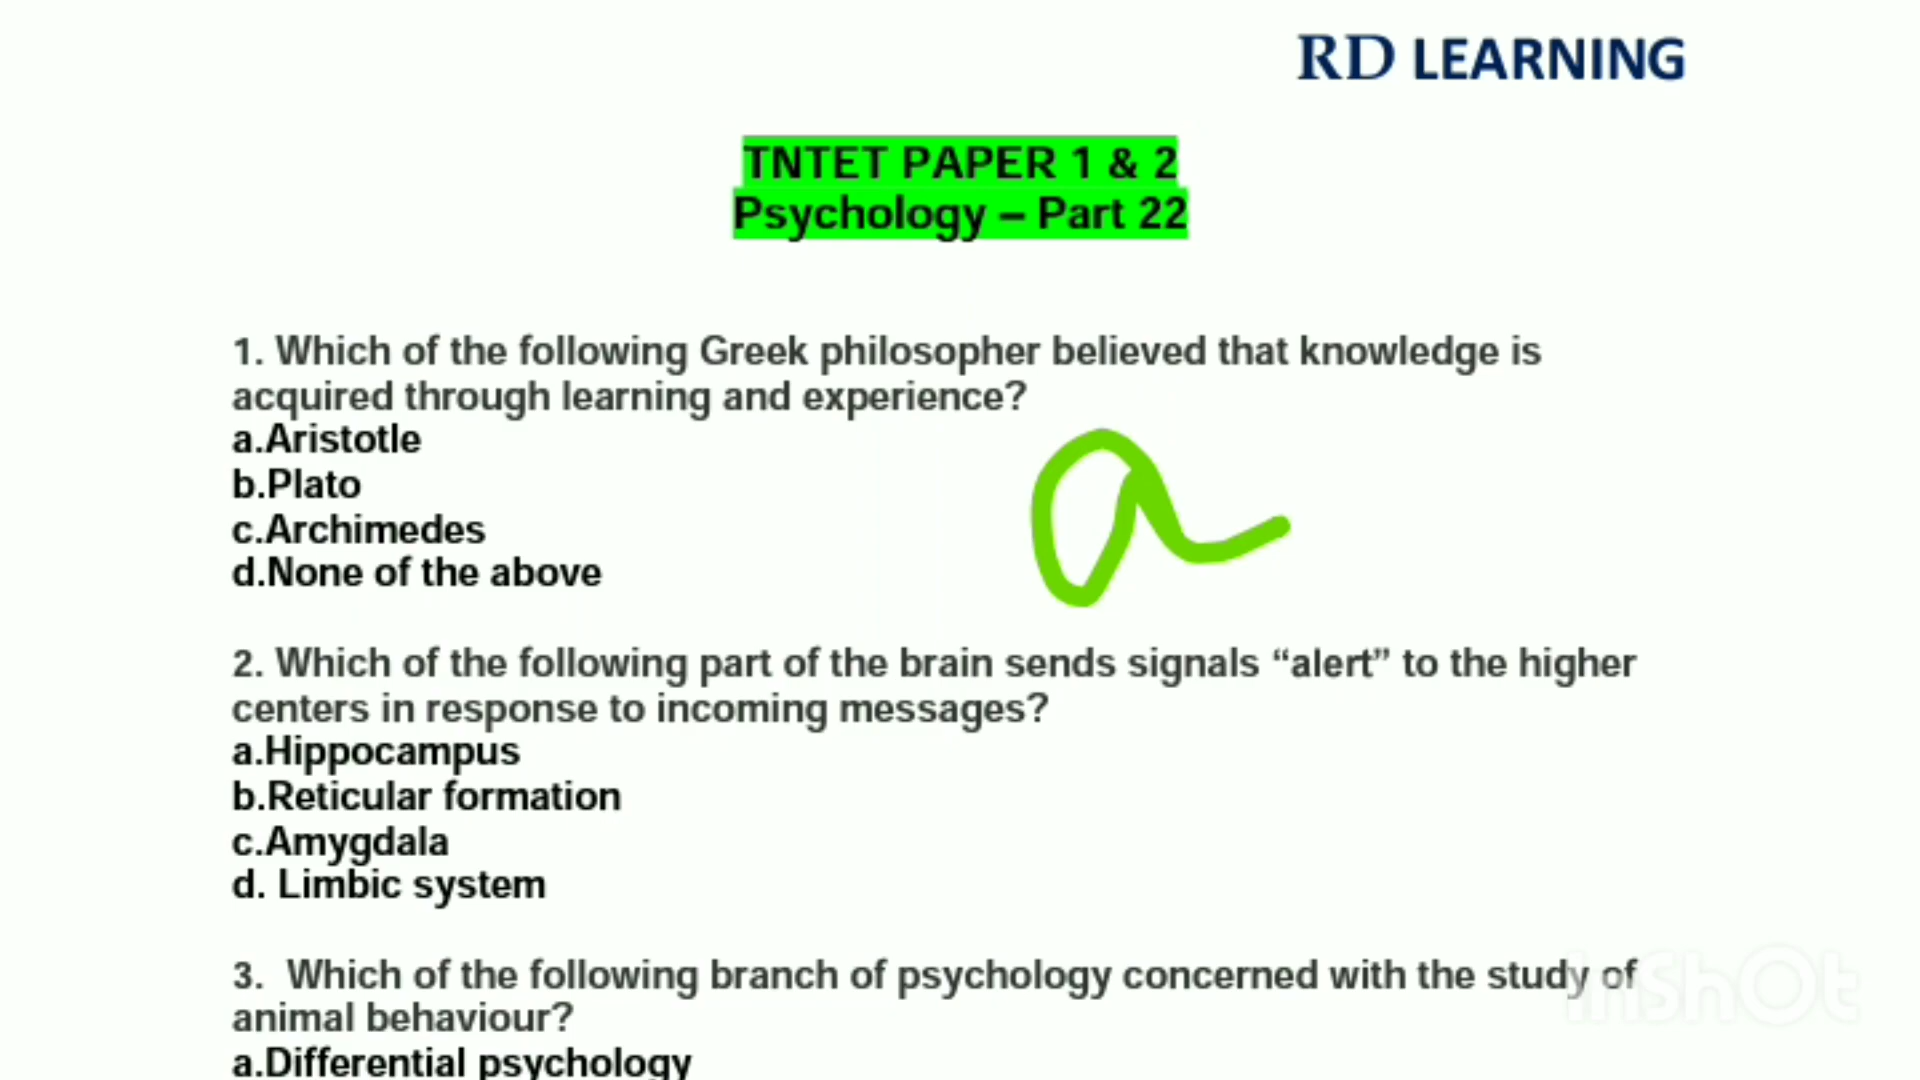 RD LEARNING
TNTET PAPER 1 & 2
Psychology – Part 22
1. Which of the following Greek philosopher believed that knowledge is
acquired through learning and experience?
a.Aristotle
b.Plato
c.Archimedes
d.None of the above
a
2. Which of the following part of the brain sends signals “alert” to the higher
centers in response to incoming messages?
a.Hippocampus
b.Reticular formation
c.Amygdala
d. Limbic system
3.  Which of the following branch of psychology concerned with the study of
animal behaviour?
a.Differential psychology
InShOt